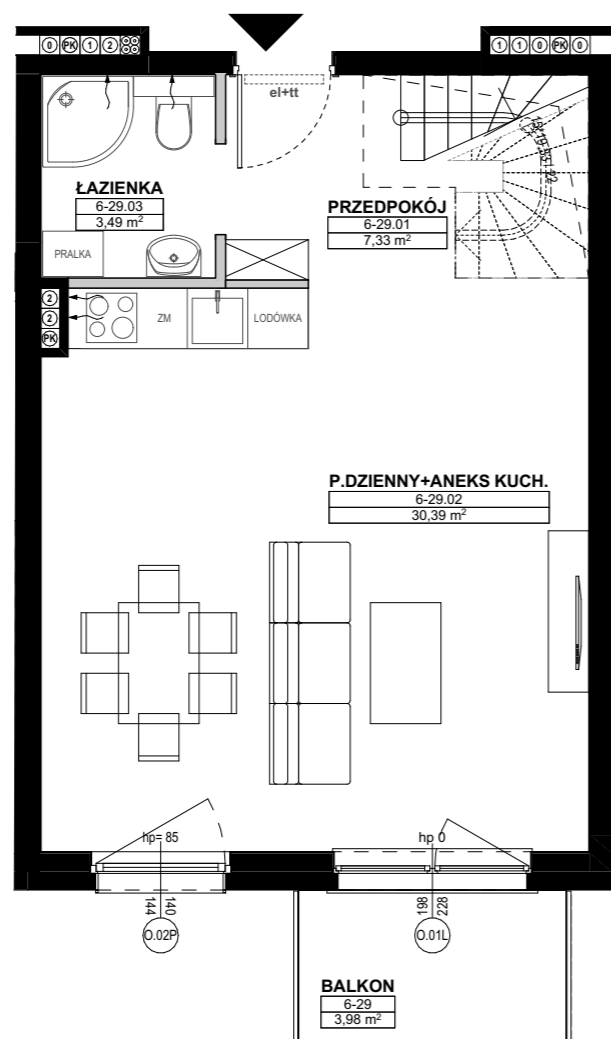 0 PK 1 2
1 1 0 PK 0
el+tt
ŁAZIENKA
6-29.03
3,49 m²
PRZEDPOKÓJ
6-29.01
7,33 m²
PRALKA
2
2
PK
ZM
LODÓWKA
P.DZIENNY+ANEKS KUCH.
6-29.02
30,39 m²
hp= 85
hp 0
144
140
198
228
O.02P
O.01L
BALKON
6-29
3,98 m²